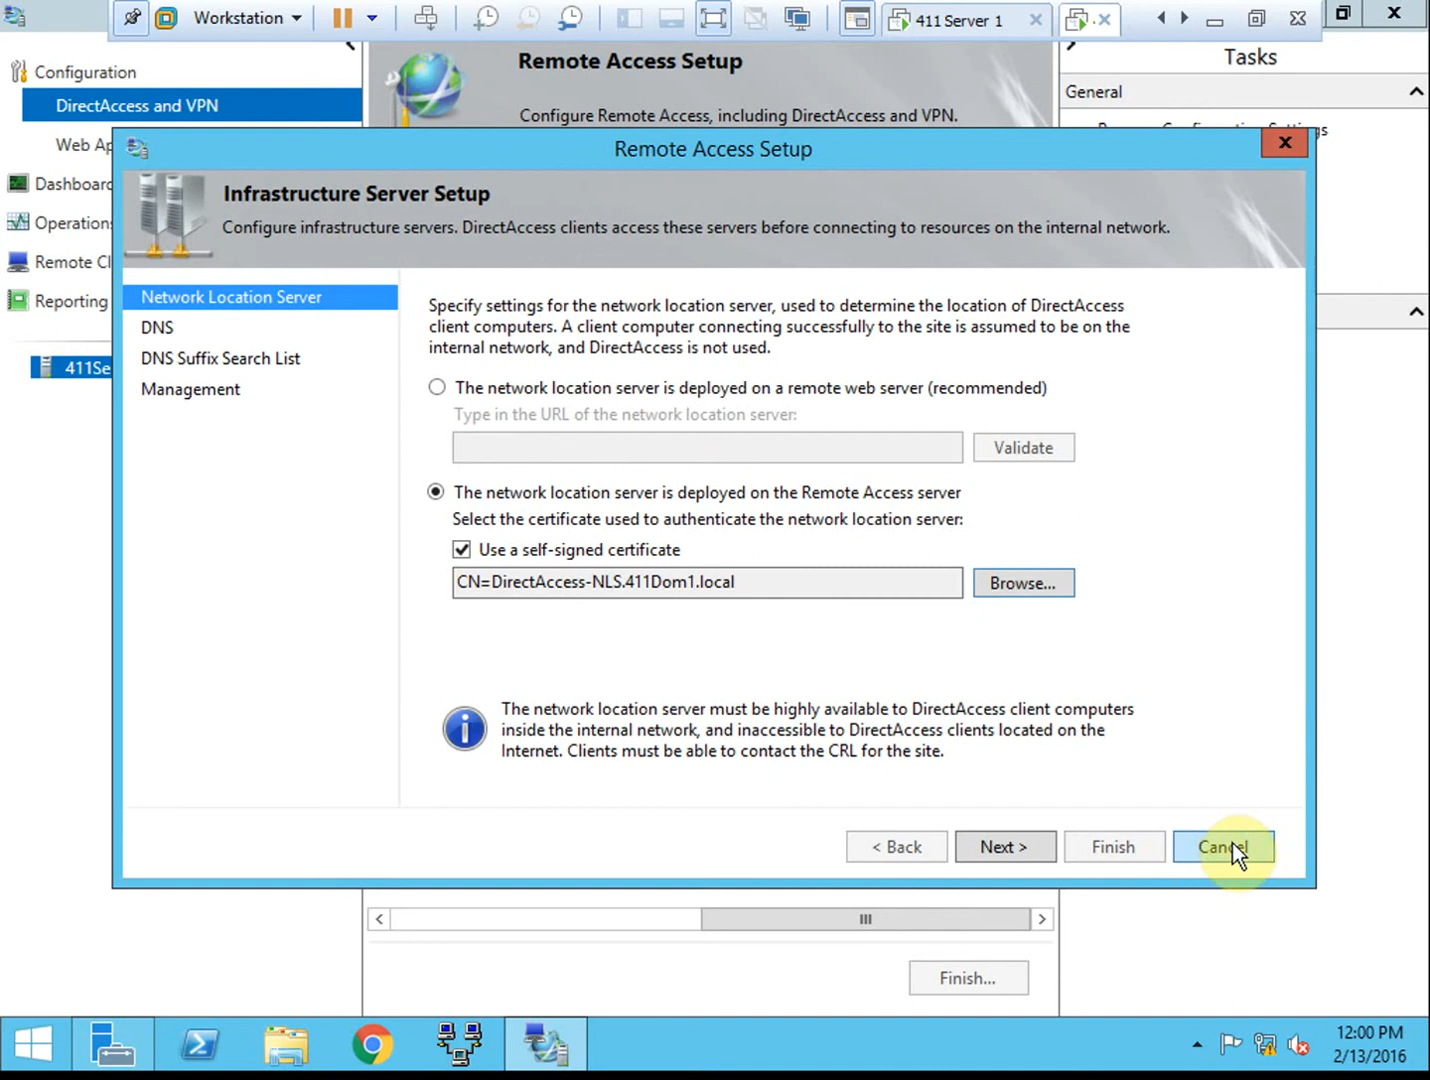 Workstation
411 Server 1
Configuration
DirectAccess and VPN
Web Ap
Dashboard
Operations
Remote Cl
Reporting
411Se
Remote Access Setup
Configure Remote Access, including DirectAccess and VPN.
Tasks
General
Remote Access Setup
Infrastructure Server Setup
Configure infrastructure servers. DirectAccess clients access these servers before connecting to resources on the internal network.
Network Location Server
DNS
DNS Suffix Search List
Management
Specify settings for the network location server, used to determine the location of DirectAccess
client computers. A client computer connecting successfully to the site is assumed to be on the
internal network, and DirectAccess is not used.
The network location server is deployed on a remote web server (recommended)
Type in the URL of the network location server:
Validate
The network location server is deployed on the Remote Access server
Select the certificate used to authenticate the network location server:
Use a self-signed certificate
CN=DirectAccess-NLS.411Dom1.local
Browse...
The network location server must be highly available to DirectAccess client computers
inside the internal network, and inaccessible to DirectAccess clients located on the
Internet. Clients must be able to contact the CRL for the site.
< Back
Next >
Finish
Cancel
Finish...
12:00 PM
2/13/2016